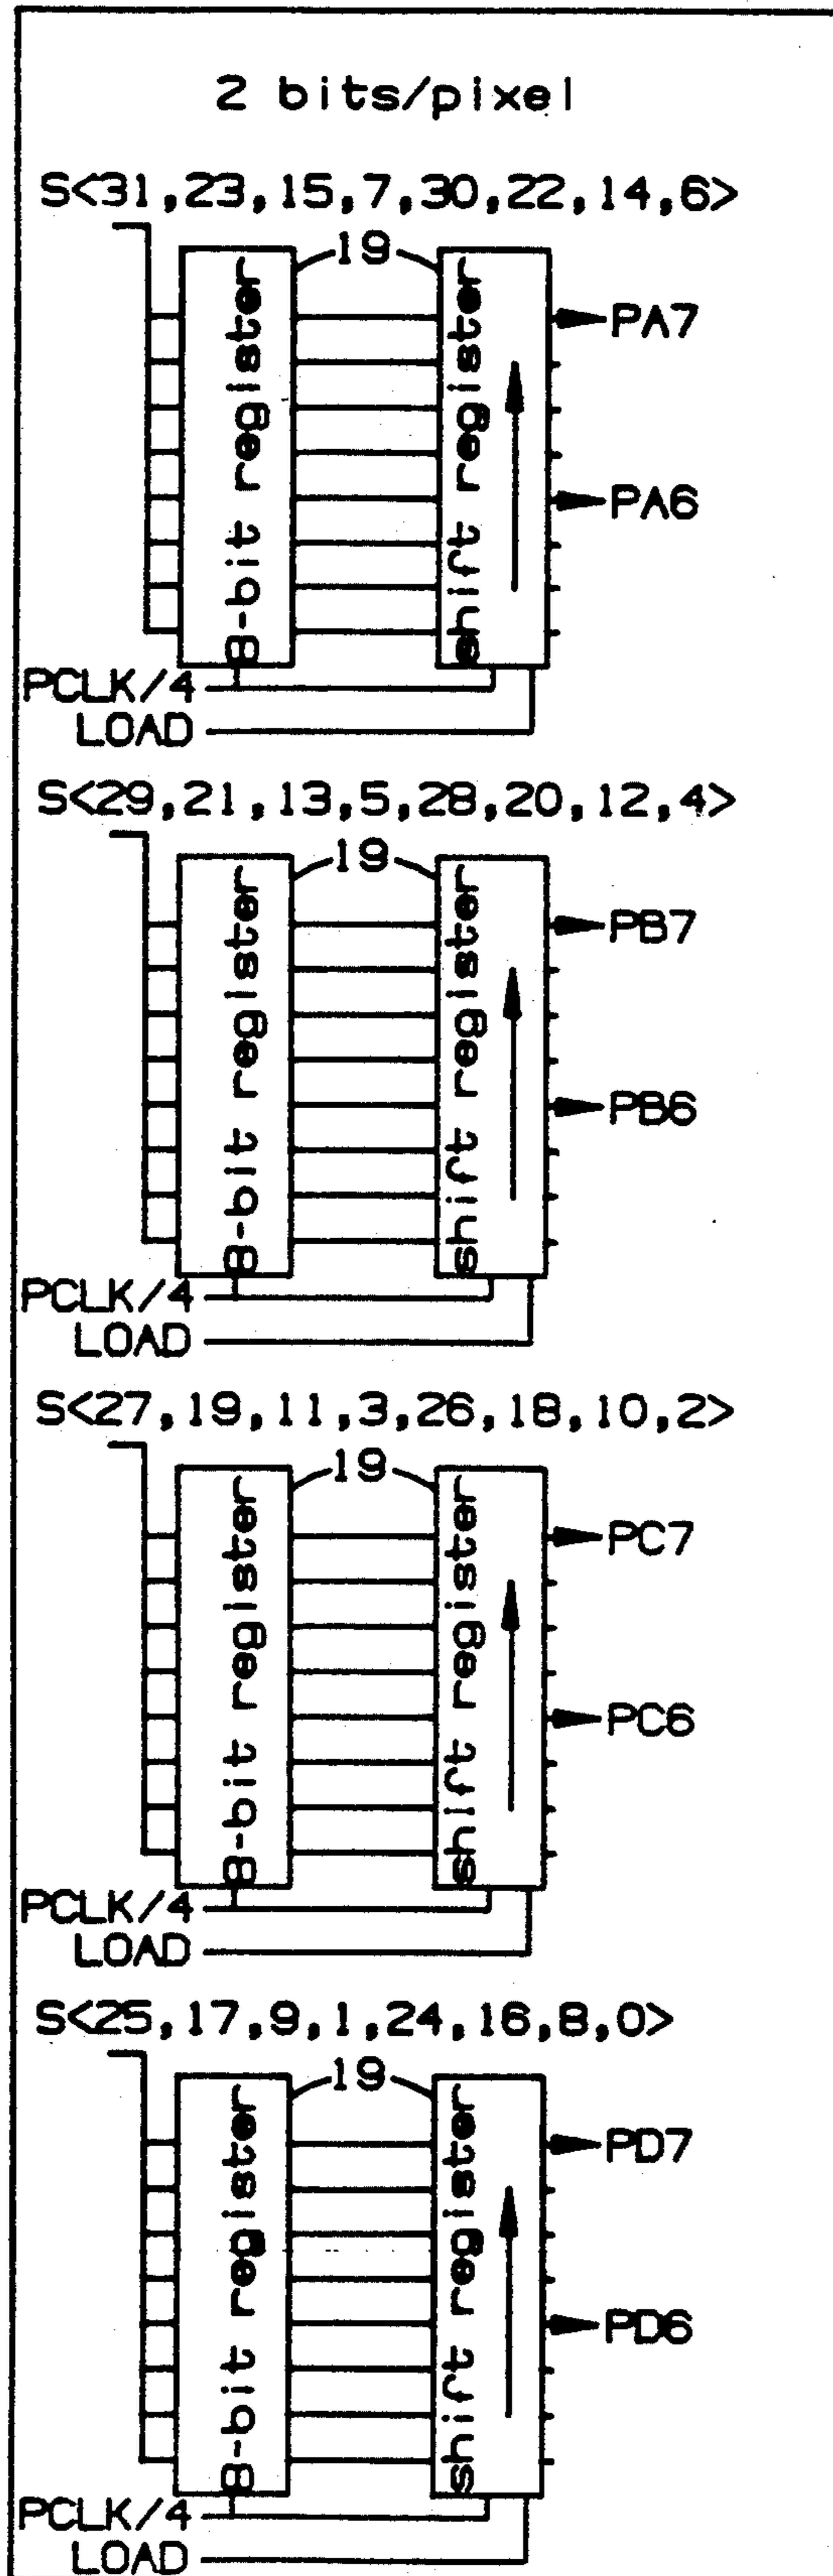 2 bits/pixel
S<31,23,15,7,30,22,14,6>
19
8-bit register
shift register
PA7
PA6
PCLK/4
LOAD
S<29,21,13,5,28,20,12,4>
19
8-bit register
shift register
PB7
PB6
PCLK/4
LOAD
S<27,19,11,3,26,18,10,2>
19
8-bit register
shift register
PC7
PC6
PCLK/4
LOAD
S<25,17,9,1,24,16,8,0>
19
8-bit register
shift register
PD7
PD6
PCLK/4
LOAD